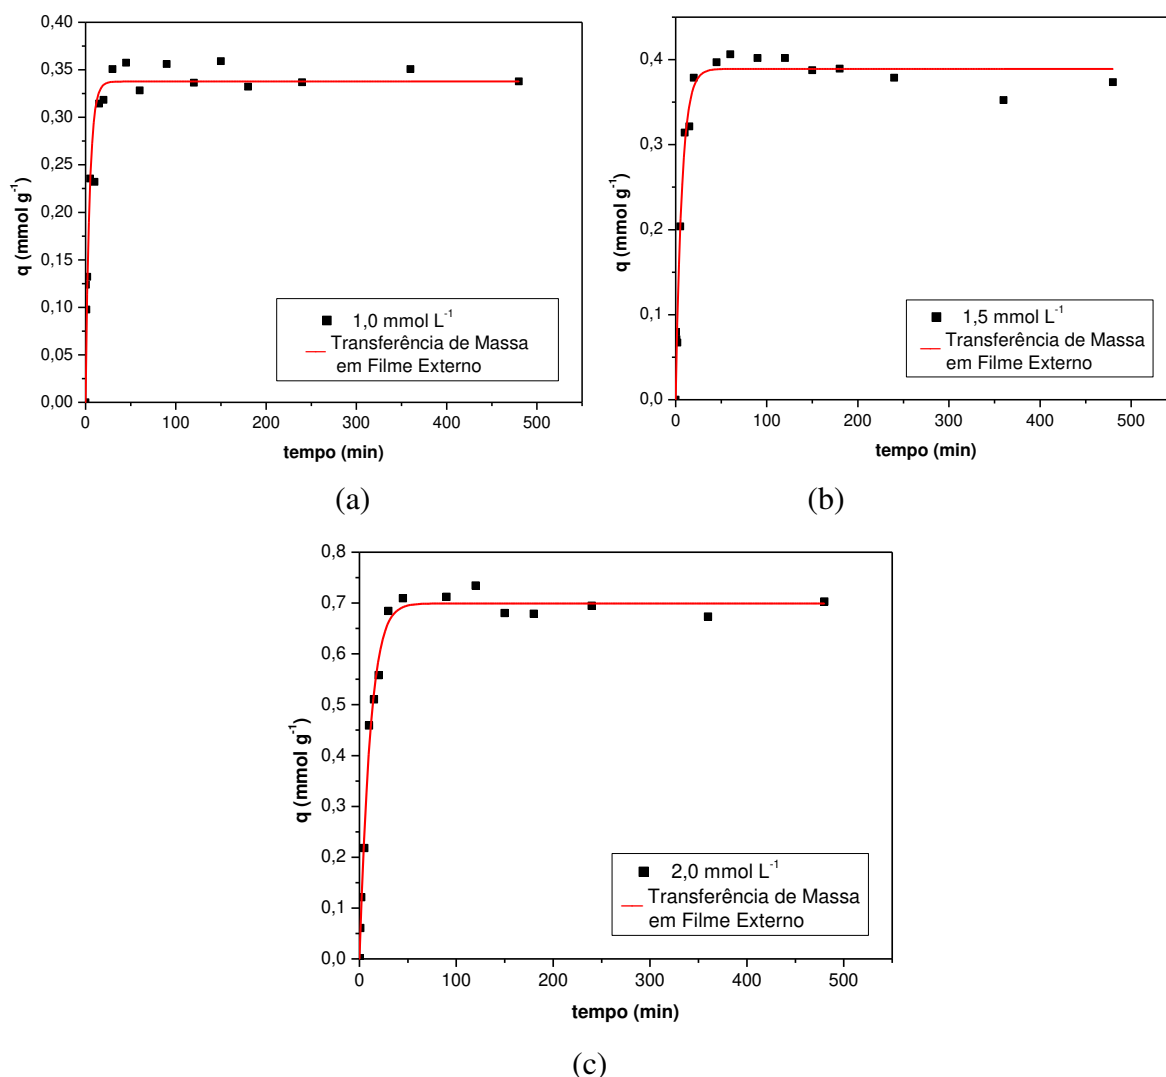 0,40
0,35
0,30
0,25
0,20
0,15
0,10
0,05
0,00
q (mmol g⁻¹)
0 100 200 300 400 500
tempo (min)
1,0 mmol L⁻¹
Transferência de Massa
em Filme Externo
(a)
0,4
0,3
0,2
0,1
0,0
q (mmol g⁻¹)
0 100 200 300 400 500
tempo (min)
1,5 mmol L⁻¹
Transferência de Massa
em Filme Externo
(b)
0,8
0,7
0,6
0,5
0,4
0,3
0,2
0,1
0,0
q (mmol g⁻¹)
0 100 200 300 400 500
tempo (min)
2,0 mmol L⁻¹
Transferência de Massa
em Filme Externo
(c)